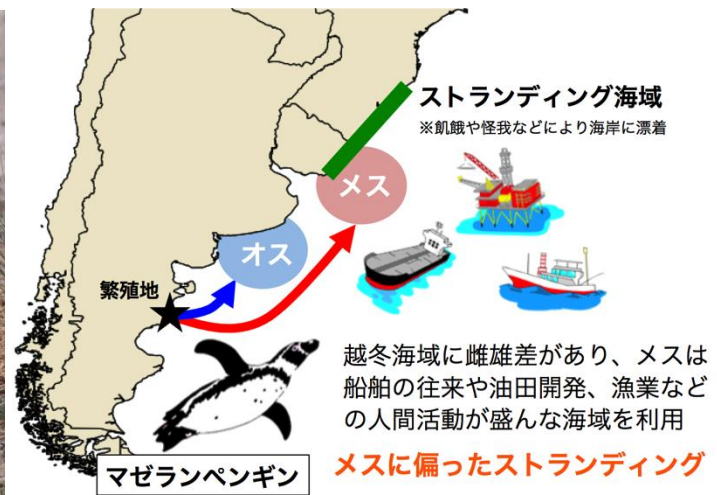 ストランディング海域
※飢餓や怪我などにより海岸に漂着
メス
オス
繁殖地
越冬海域に雌雄差があり、メスは
船舶の往来や油田開発、漁業など
の人間活動が盛んな海域を利用
マゼランペンギン
メスに偏ったストランディング